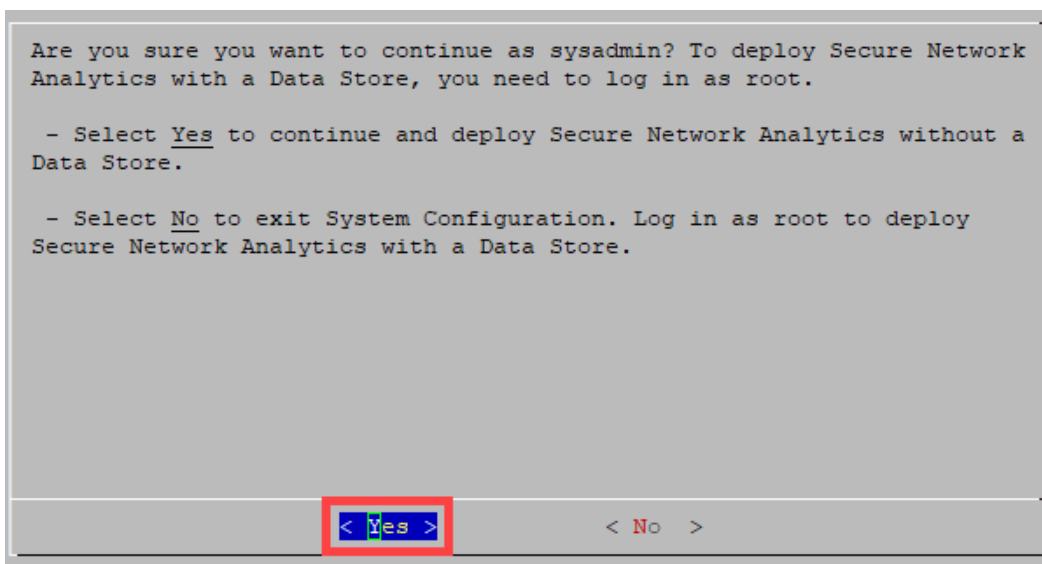 Are you sure you want to continue as sysadmin? To deploy Secure Network
Analytics with a Data Store, you need to log in as root.
- Select Yes to continue and deploy Secure Network Analytics without a
Data Store.
- Select No to exit System Configuration. Log in as root to deploy
Secure Network Analytics with a Data Store.
< Yes > < No >